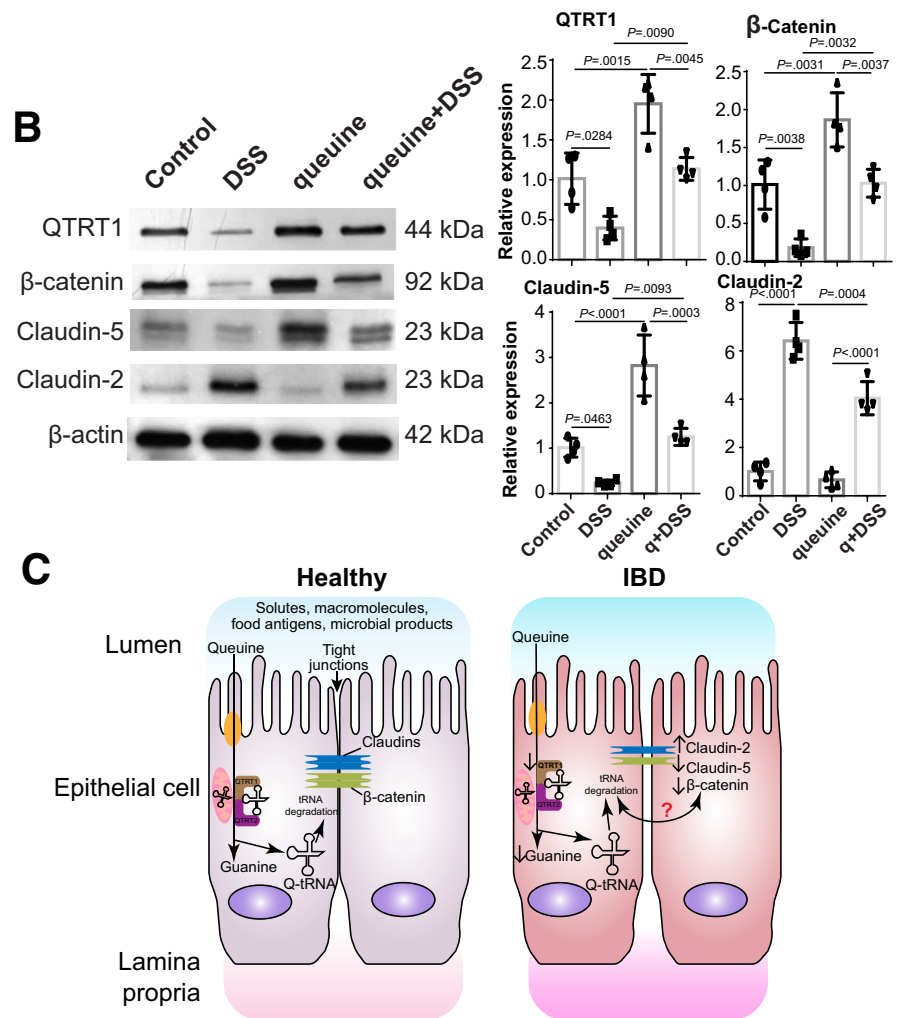 B
Control
DSS
queuine
queuine+DSS
QTRT1
44 kDa
β-catenin
92 kDa
Claudin-5
23 kDa
Claudin-2
23 kDa
β-actin
42 kDa
QTRT1
P=.0090
P=.0015
P=.0045
P=.0284
Relative expression
2.5
2.0
1.5
1.0
0.5
0.0
β-Catenin
P=.0032
P=.0031
P=.0037
P=.0038
2.5
2.0
1.5
1.0
0.5
0.0
Claudin-5
P=.0093
P<.0001
P=.0003
P=.0463
Relative expression
4
3
2
1
0
Control
DSS
queuine
q+DSS
Claudin-2
P<.0001
P=.0004
P<.0001
8
6
4
2
0
Control
DSS
queuine
q+DSS
C
Healthy
IBD
Lumen
Epithelial cell
Lamina
propria
Solutes, macromolecules,
food antigens, microbial products
Queuine
Tight
junctions
Claudins
β-catenin
QTRT1
QTRT2
tRNA
degradation
Guanine
Q-tRNA
Queuine
↑Claudin-2
↓Claudin-5
↓β-catenin
↓
QTRT1
QTRT2
tRNA
degradation
?
↓Guanine
Q-tRNA